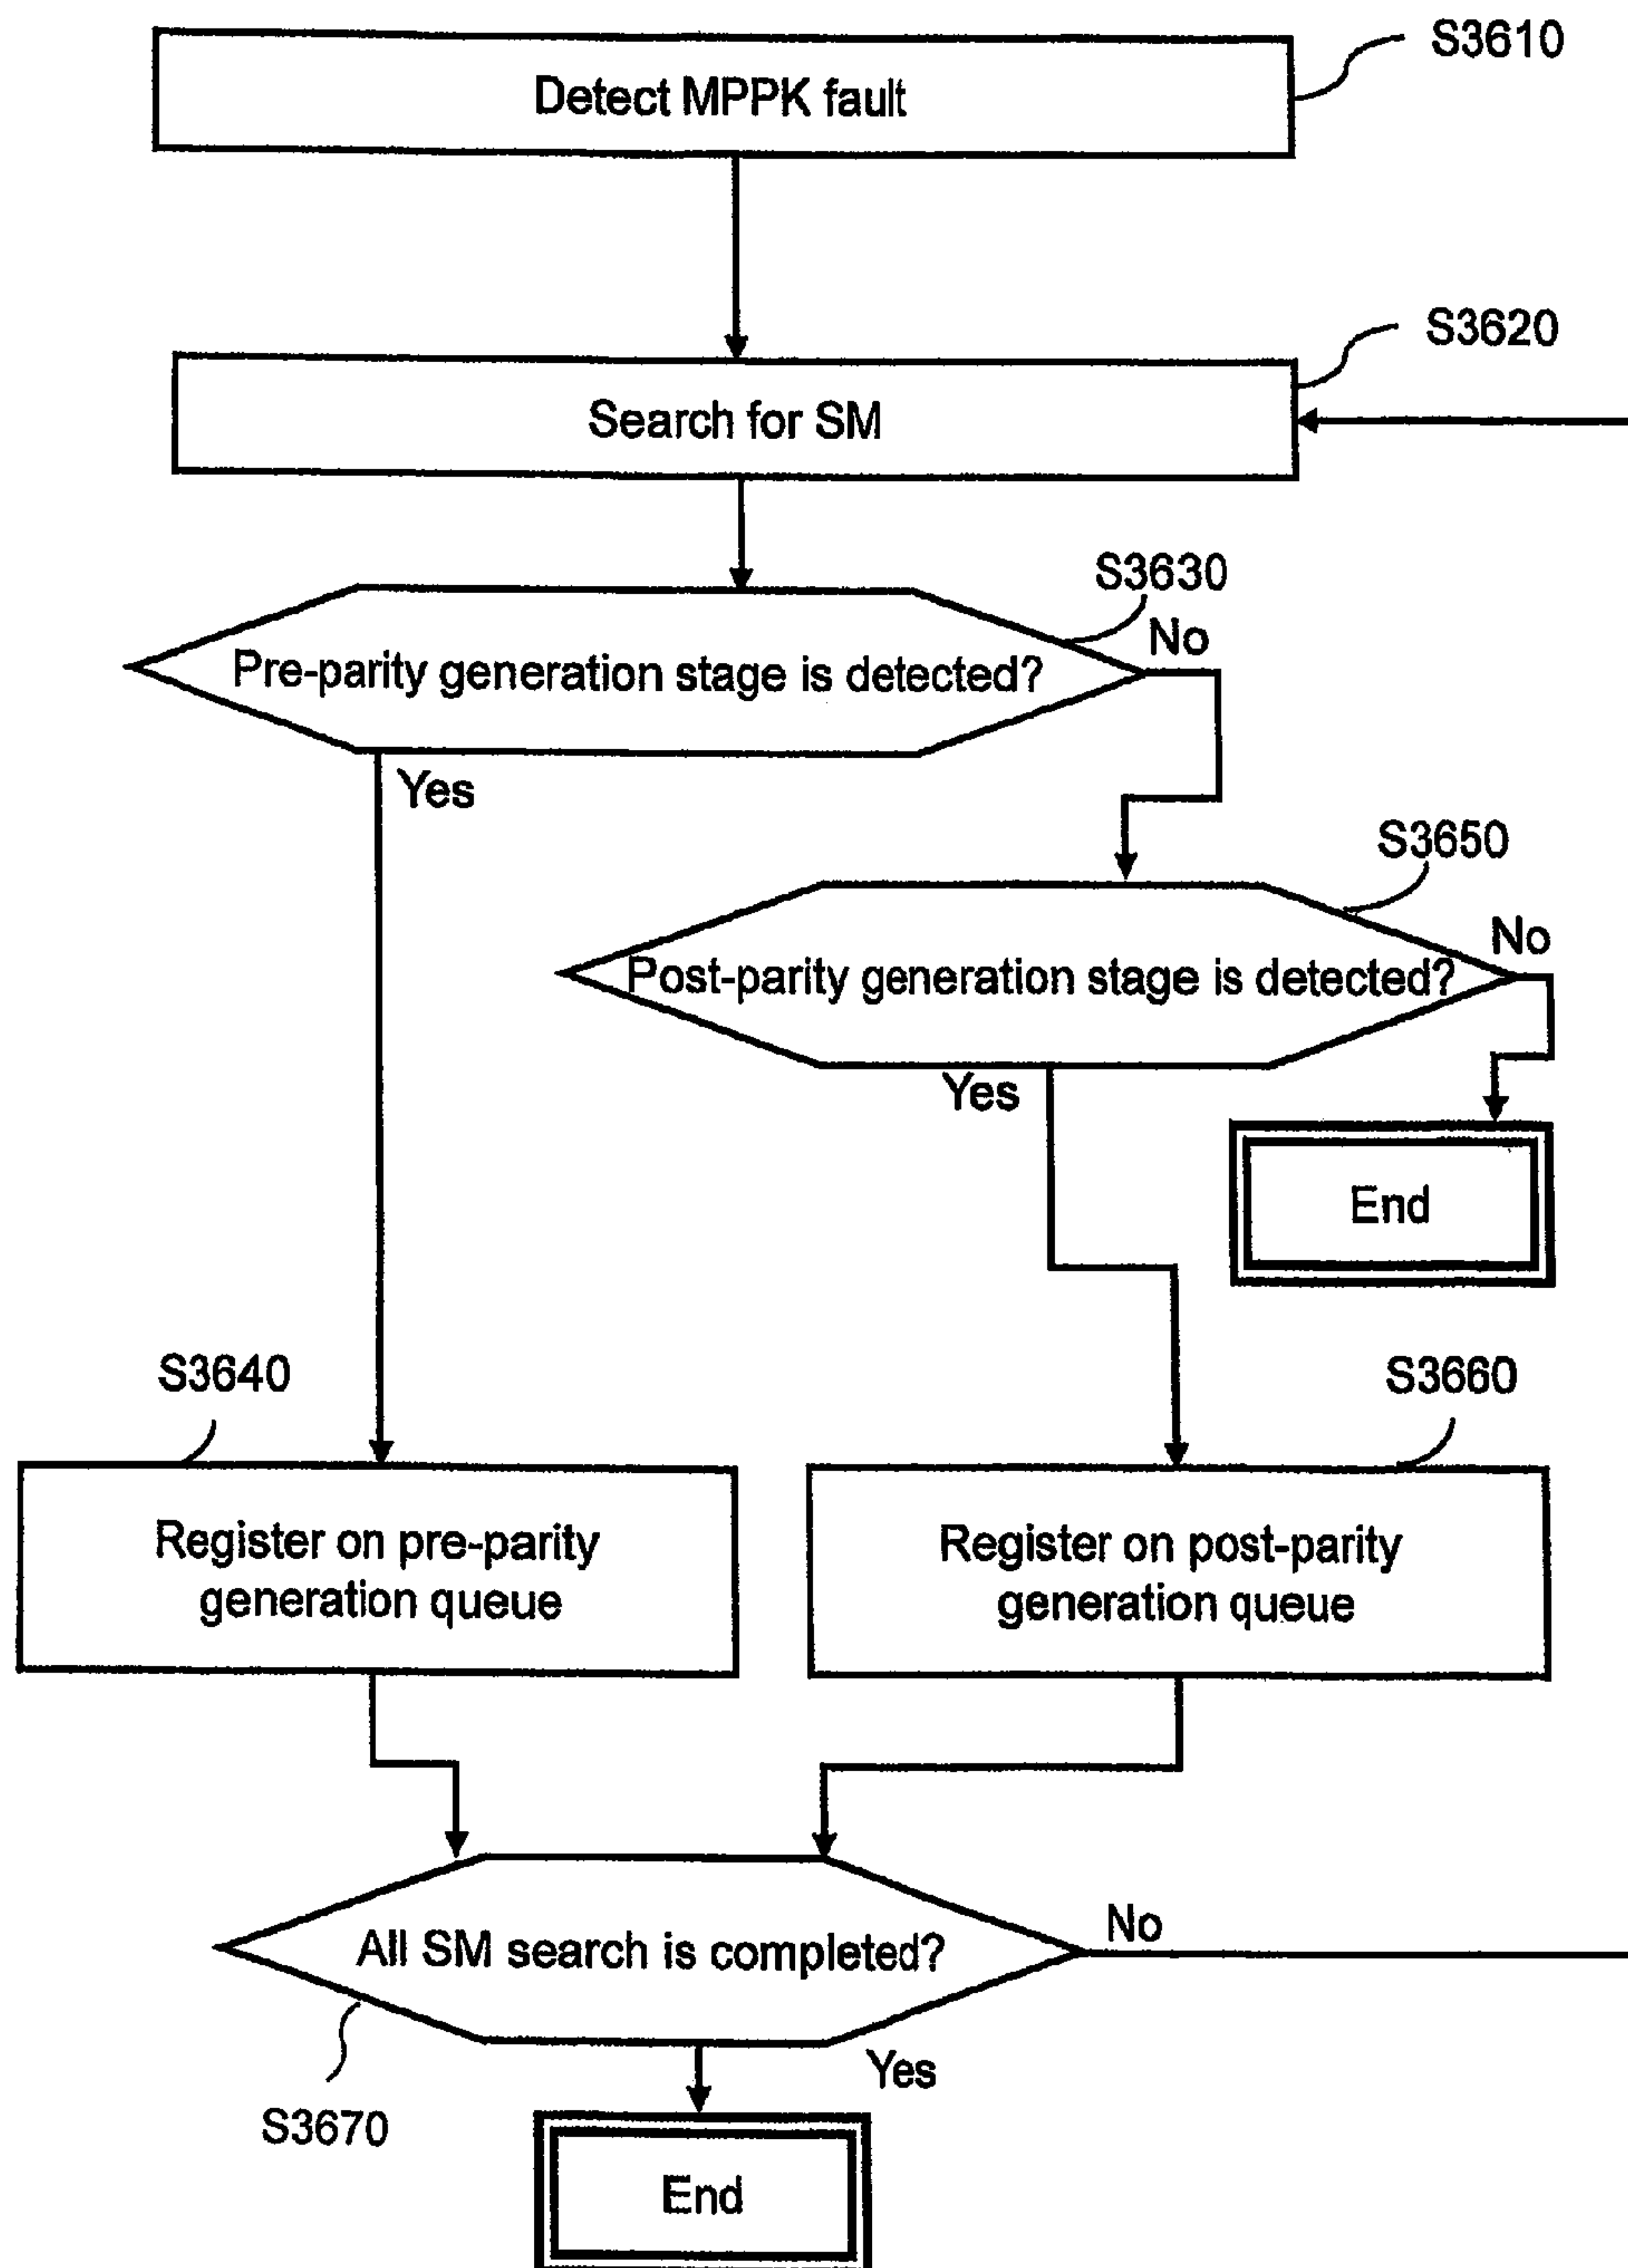 S3610
Detect MPPK fault
S3620
Search for SM
S3630
No
Pre-parity generation stage is detected?
Yes
S3650
No
Post-parity generation stage is detected?
Yes
End
S3640
S3660
Register on pre-parity
generation queue
Register on post-parity
generation queue
No
All SM search is completed?
Yes
S3670
End